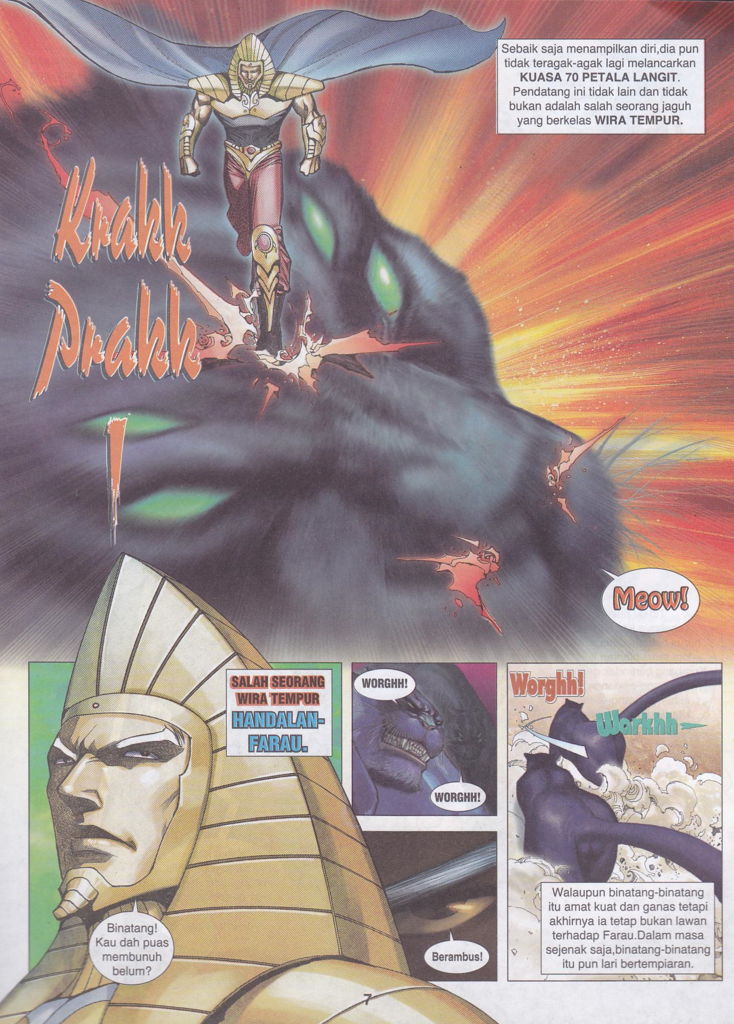 Sebaik saja menampilkan diri,dia pun
tidak teragak-agak lagi melancarkan
KUASA 70 PETALA LANGIT.
Pendatang ini tidak lain dan tidak
bukan adalah salah seorang jaguh
yang berkelas WIRA TEMPUR.
Krahh
Prahh
!
Meow!
SALAH SEORANG
WIRA TEMPUR
HANDALAN-
FARAU.
Binatang!
Kau dah puas
membunuh
belum?
WORGHH!
WORGHH!
Berambus!
Worghh!
Warkhh
Walaupun binatang-binatang
itu amat kuat dan ganas tetapi
akhirnya ia tetap bukan lawan
terhadap Farau.Dalam masa
sejenak saja,binatang-binatang
itu pun lari bertempiaran.
7